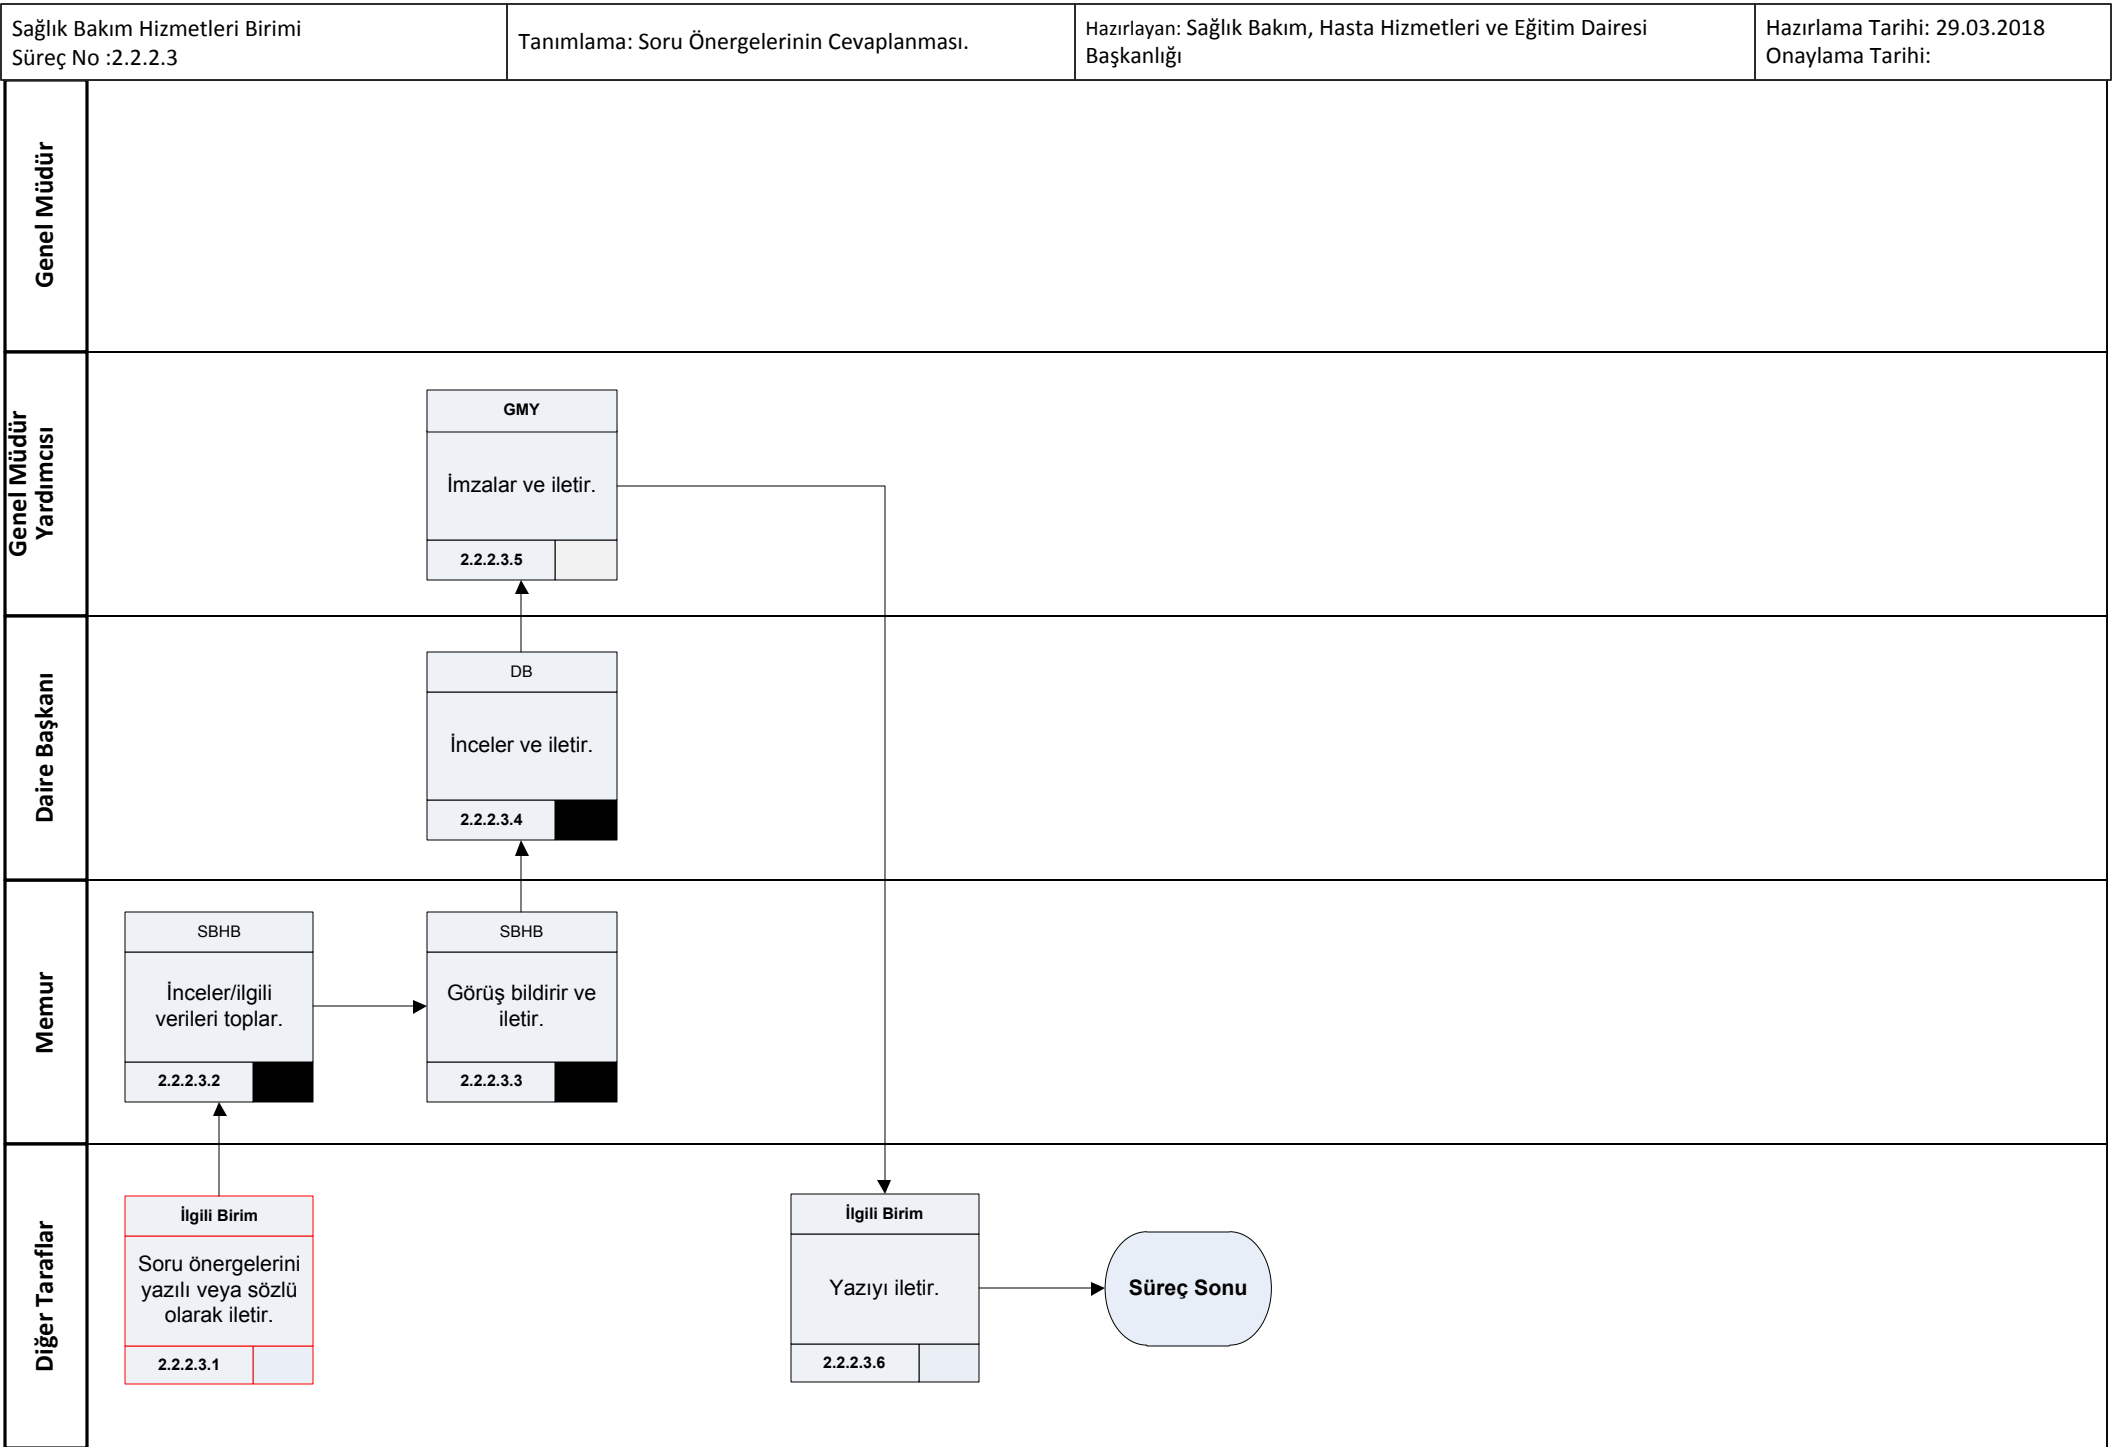 Sağlık Bakım Hizmetleri Birimi
Süreç No :2.2.2.3
Tanımlama: Soru Önergelerinin Cevaplanması.
Hazırlayan: Sağlık Bakım, Hasta Hizmetleri ve Eğitim Dairesi
Başkanlığı
Hazırlama Tarihi: 29.03.2018
Onaylama Tarihi:
Genel Müdür
Genel Müdür
Yardımcısı
GMY
İmzalar ve iletir.
2.2.2.3.5
Daire Başkanı
DB
İnceler ve iletir.
2.2.2.3.4
Memur
SBHB
İnceler/ilgili
verileri toplar.
2.2.2.3.2
SBHB
Görüş bildirir ve
iletir.
2.2.2.3.3
Diğer Taraflar
İlgili Birim
Soru önergelerini
yazılı veya sözlü
olarak iletir.
2.2.2.3.1
İlgili Birim
Yazıyı iletir.
2.2.2.3.6
Süreç Sonu